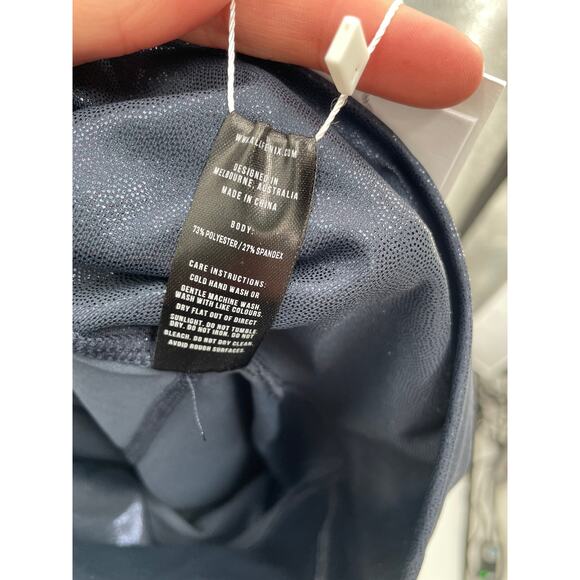 WWW.ALIFENIX.COM
DESIGNED IN
MELBOURNE, AUSTRALIA
MADE IN CHINA
BODY:
73% POLYESTER/27% SPANDEX
CARE INSTRUCTIONS:
COLD HAND WASH OR
GENTLE MACHINE WASH.
WASH WITH LIKE COLOURS.
DRY FLAT OUT OF DIRECT
SUNLIGHT. DO NOT TUMBLE
DRY. DO NOT IRON. DO NOT
BLEACH. DO NOT DRY CLEAN.
AVOID ROUGH SURFACES.